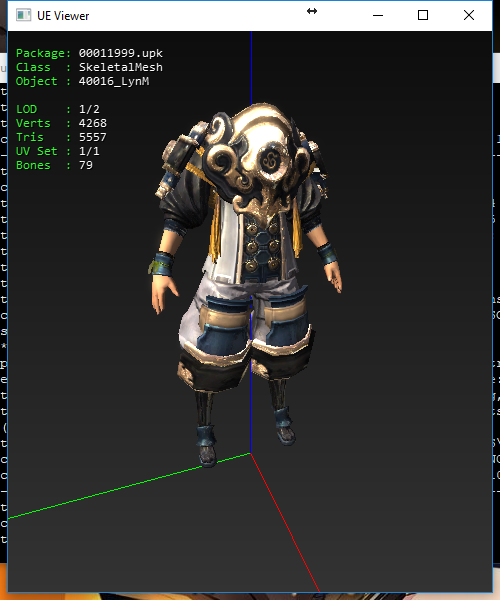 UE Viewer
Package: 00011999.upk
Class  : SkeletalMesh
Object : 40016_LynM
LOD    : 1/2
Verts  : 4268
Tris   : 5557
UV Set : 1/1
Bones  : 79